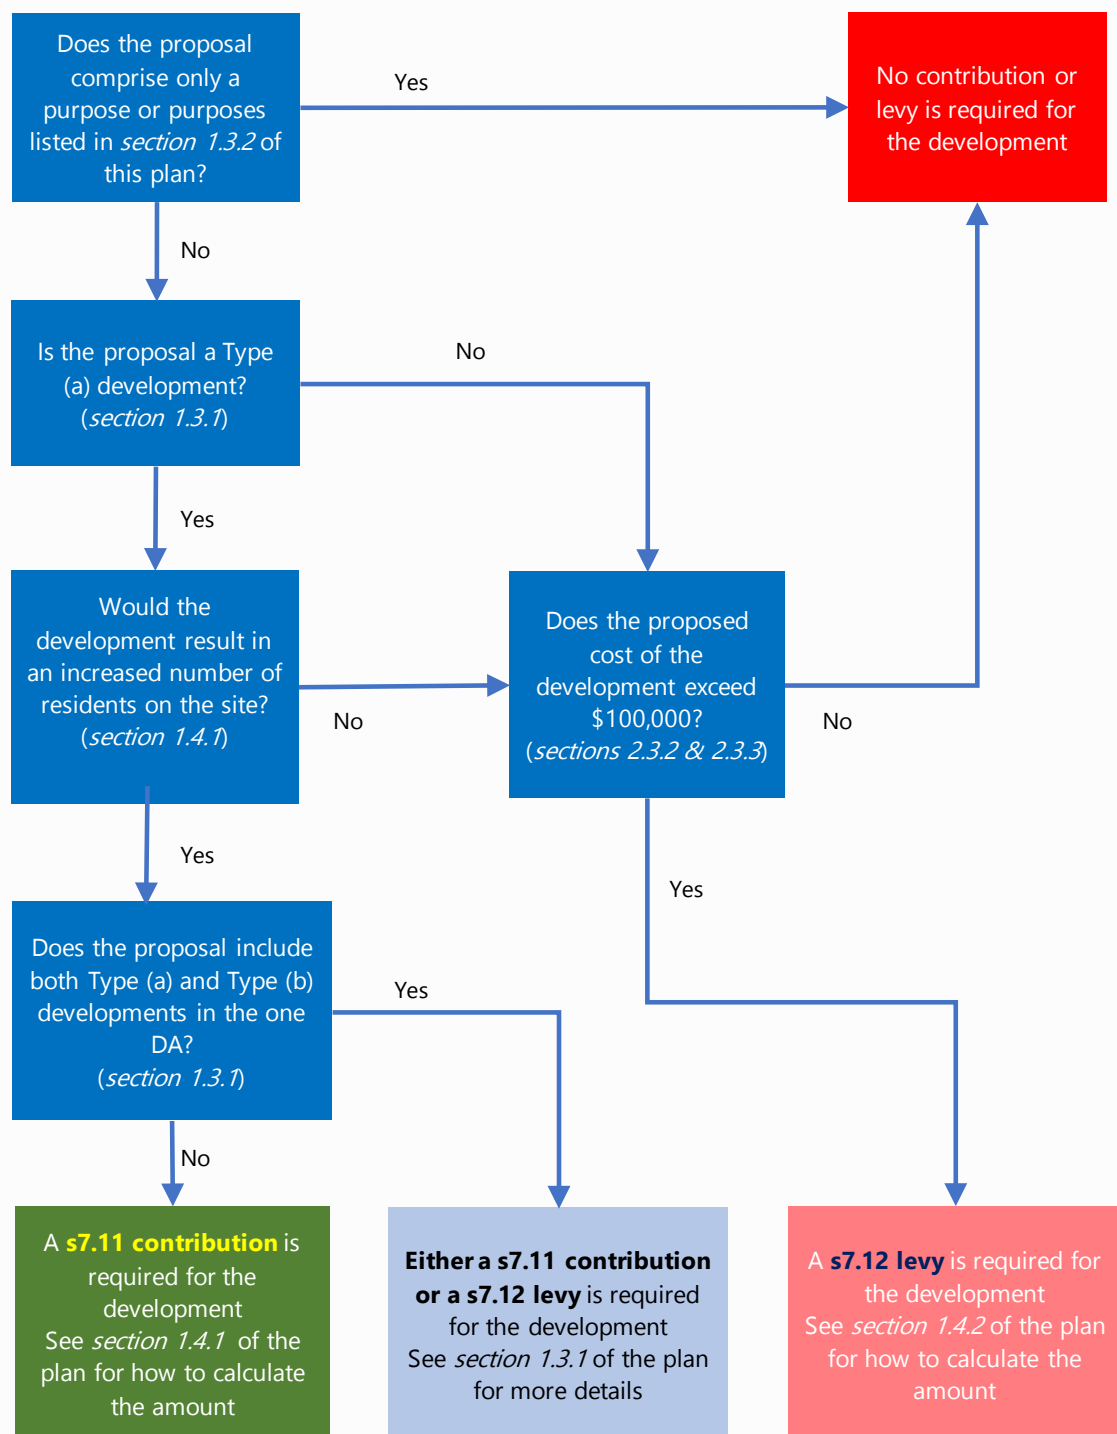 Does the proposal
comprise only a
purpose or purposes
listed in section 1.3.2 of
this plan?
Yes
No contribution or
levy is required for
the development
No
Is the proposal a Type
(a) development?
(section 1.3.1)
No
Yes
Would the
development result in
an increased number of
residents on the site?
(section 1.4.1)
No
Does the proposed
cost of the
development exceed
$100,000?
(sections 2.3.2 & 2.3.3)
No
Yes
Yes
Does the proposal include
both Type (a) and Type (b)
developments in the one
DA?
(section 1.3.1)
Yes
No
A s7.11 contribution is
required for the
development
See section 1.4.1 of the
plan for how to calculate
the amount
Either a s7.11 contribution
or a s7.12 levy is required
for the development
See section 1.3.1 of the plan
for more details
A s7.12 levy is required for
the development
See section 1.4.2 of the plan
for how to calculate the
amount